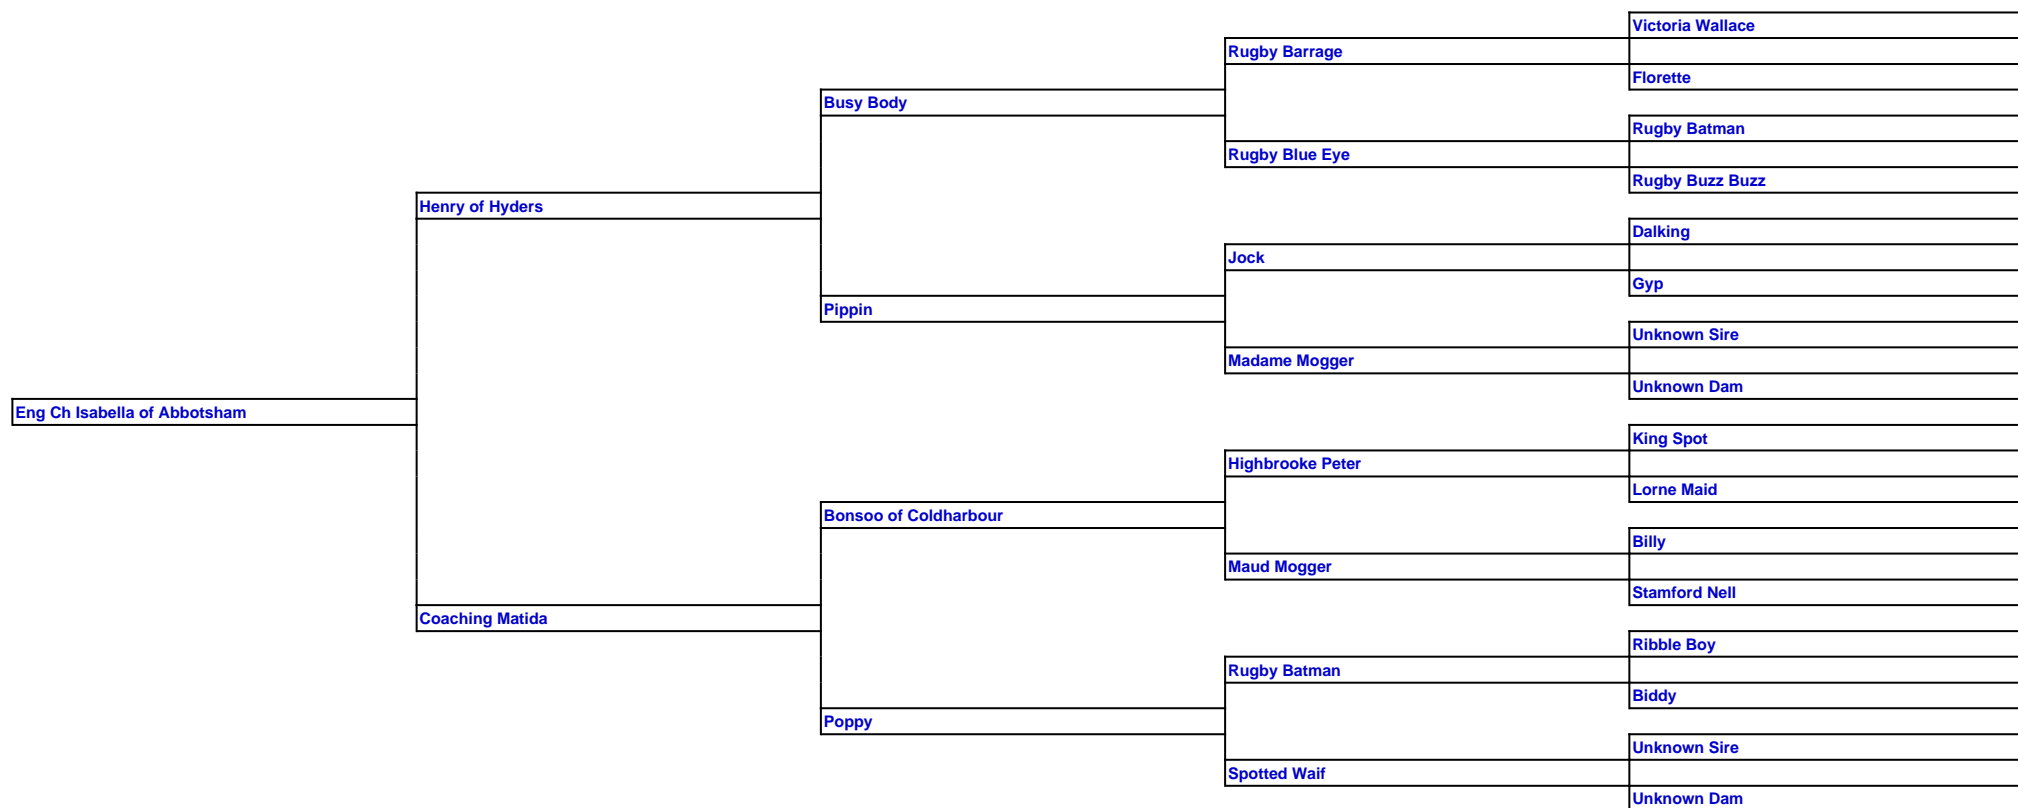 Victoria Wallace
Rugby Barrage
Florette
Busy Body
Rugby Batman
Rugby Blue Eye
Rugby Buzz Buzz
Henry of Hyders
Dalking
Jock
Gyp
Pippin
Unknown Sire
Madame Mogger
Unknown Dam
Eng Ch Isabella of Abbotsham
King Spot
Highbrooke Peter
Lorne Maid
Bonsoo of Coldharbour
Billy
Maud Mogger
Stamford Nell
Coaching Matida
Ribble Boy
Rugby Batman
Biddy
Poppy
Unknown Sire
Spotted Waif
Unknown Dam